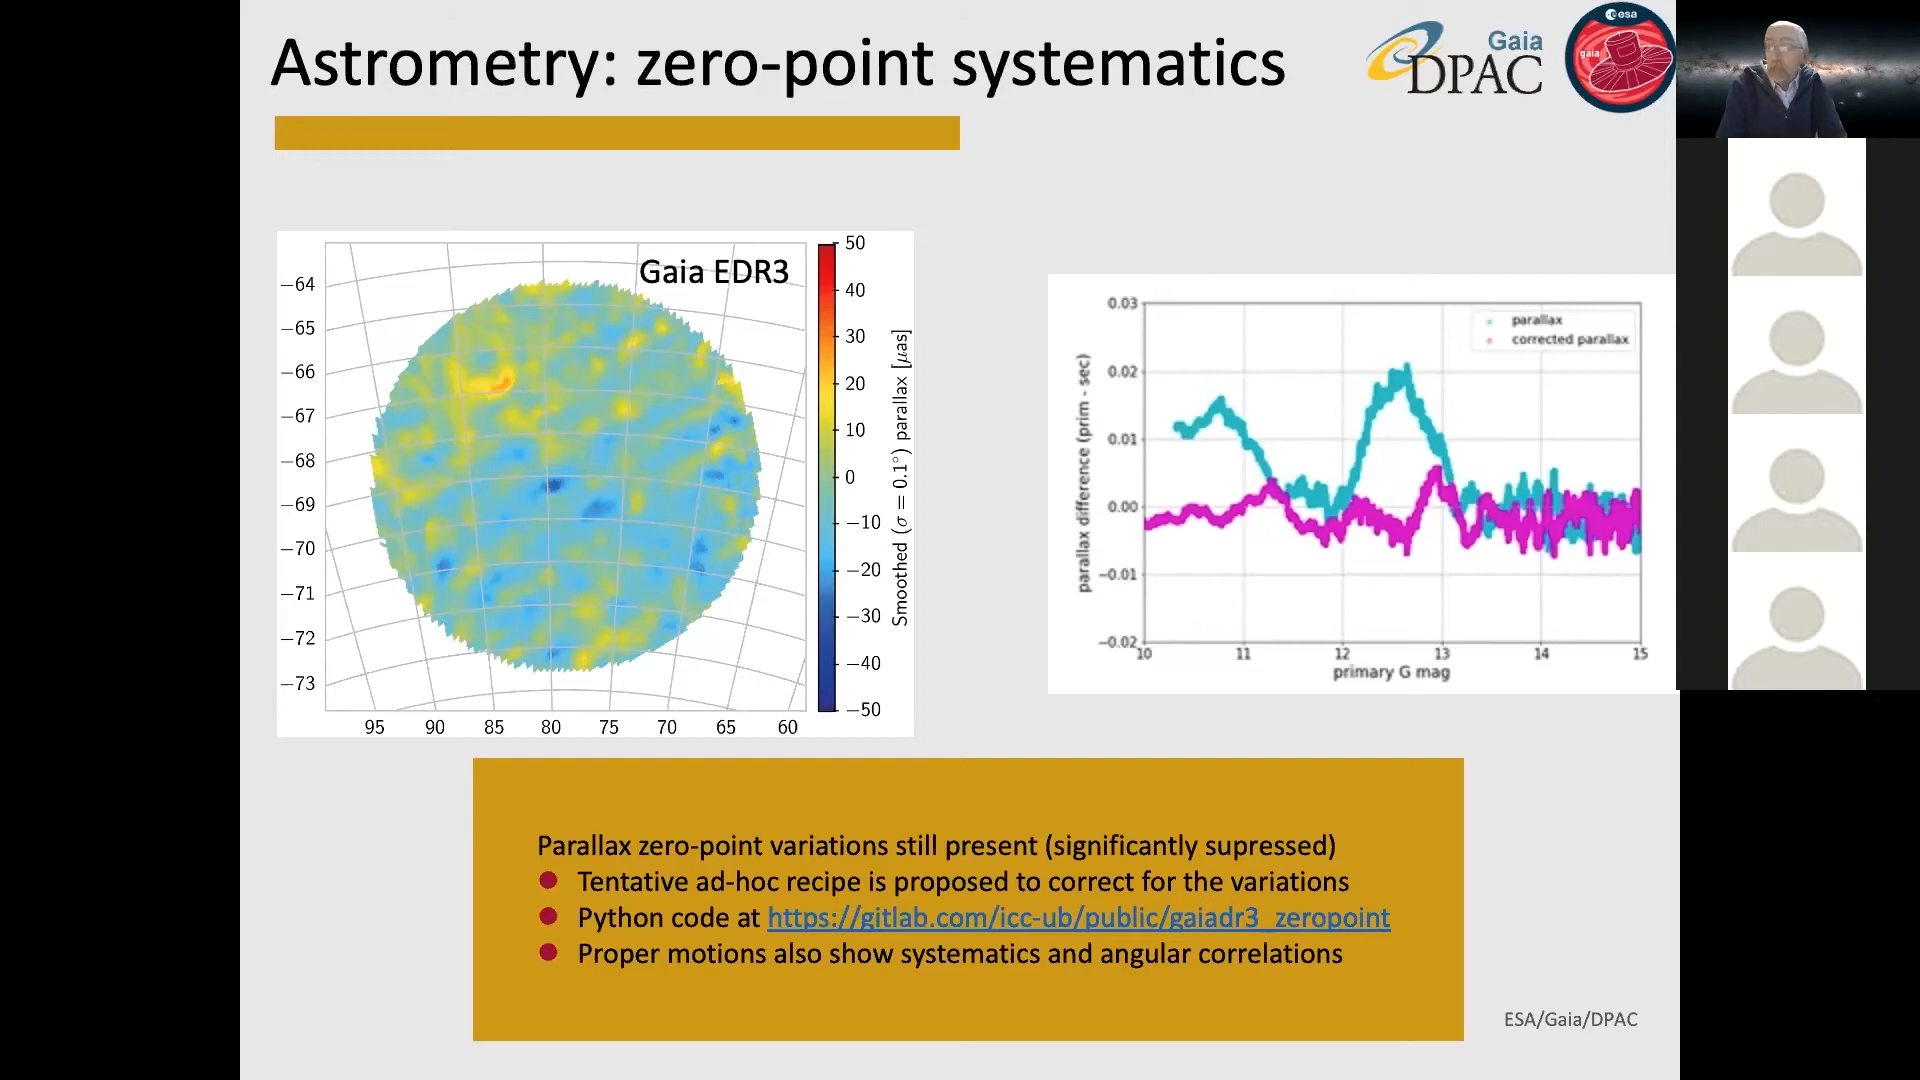 Astrometry: zero-point systematics
Gaia
DPAC
esa
gaia
Gaia EDR3
−64
−65
−66
−67
−68
−69
−70
−71
−72
−73
95 90 85 80 75 70 65 60
50
40
30
20
10
0
−10
−20
−30
−40
−50
Smoothed (σ = 0.1°) parallax [μas]
parallax
corrected parallax
parallax difference (prim - sec)
0.03
0.02
0.01
0.00
−0.01
−0.02
10 11 12 13 14 15
primary G mag
Parallax zero-point variations still present (significantly supressed)
Tentative ad-hoc recipe is proposed to correct for the variations
Python code at https://gitlab.com/icc-ub/public/gaiadr3_zeropoint
Proper motions also show systematics and angular correlations
ESA/Gaia/DPAC